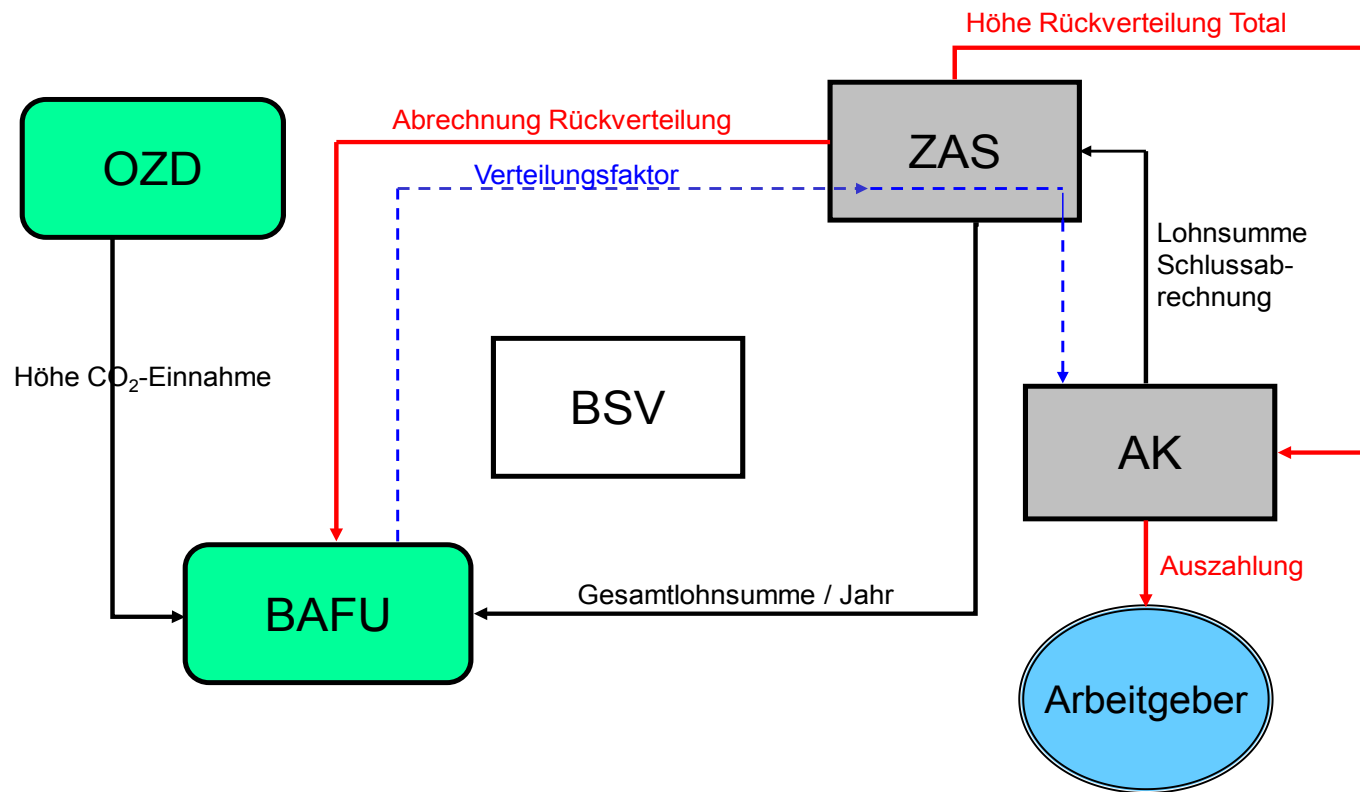 Höhe Rückverteilung Total
Abrechnung Rückverteilung
OZD
ZAS
Verteilungsfaktor
Lohnsumme
Schlussab-
rechnung
Höhe CO₂-Einnahme
BSV
AK
Auszahlung
Gesamtlohnsumme / Jahr
BAFU
Arbeitgeber